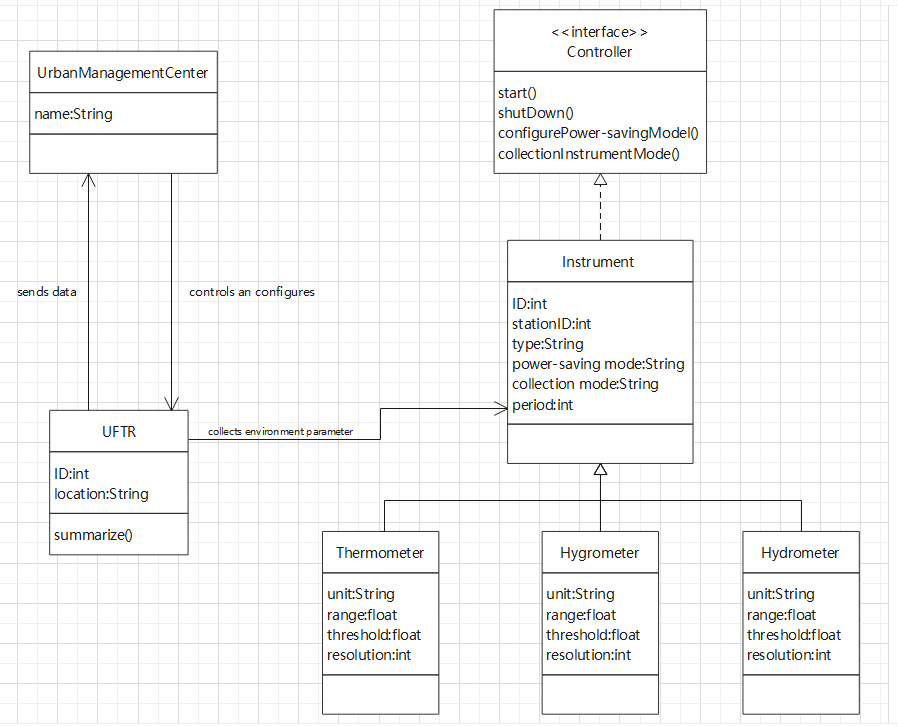 <<interface>>
Controller
start()
shutDown()
configurePower-savingModel()
collectionInstrumentMode()
UrbanManagementCenter
name:String
sends data
controls an configures
Instrument
ID:int
stationID:int
type:String
power-saving mode:String
collection mode:String
period:int
UFTR
ID:int
location:String
summarize()
collects environment parameter
Thermometer
unit:String
range:float
threshold:float
resolution:int
Hygrometer
unit:String
range:float
threshold:float
resolution:int
Hydrometer
unit:String
range:float
threshold:float
resolution:int